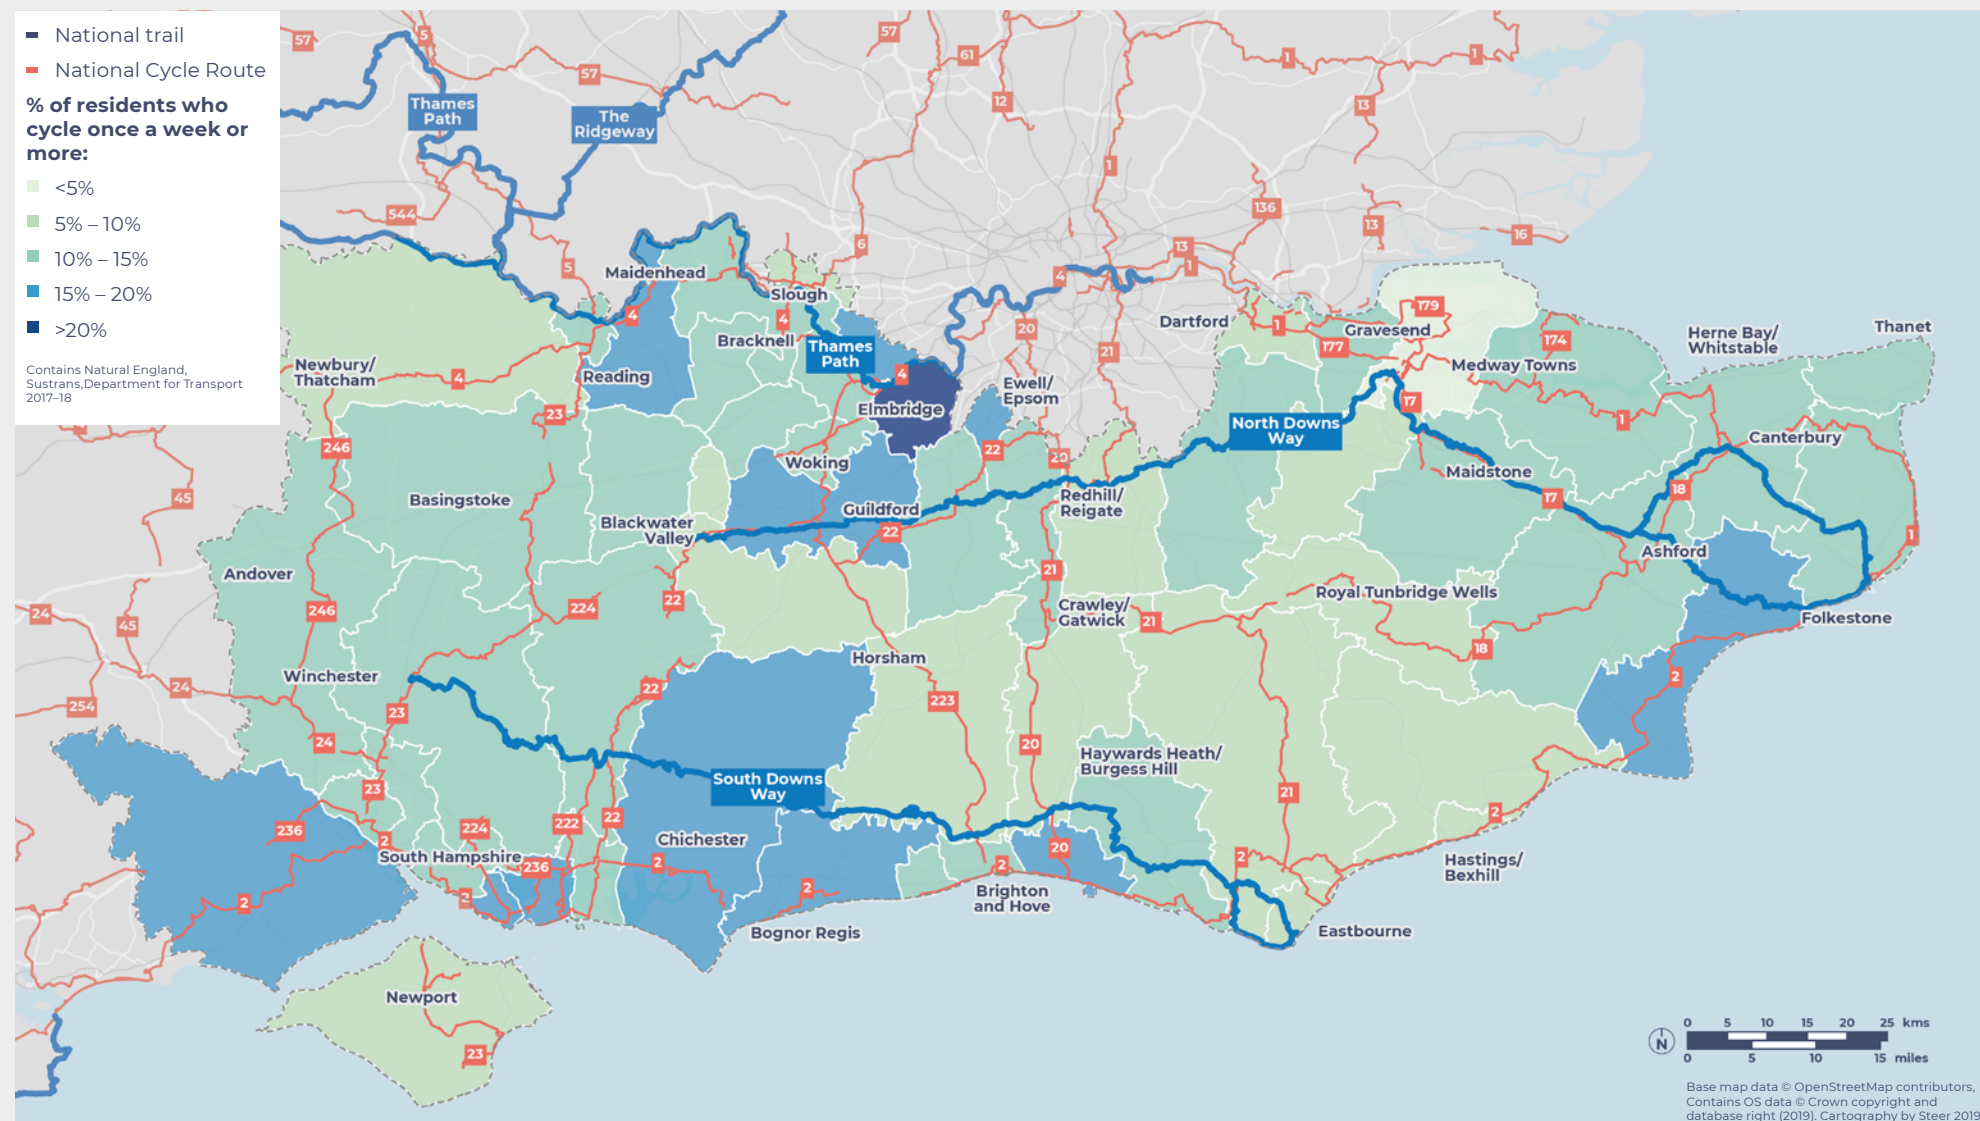 National trail
National Cycle Route
% of residents who
cycle once a week or
more:
<5%
5% – 10%
10% – 15%
15% – 20%
>20%
Contains Natural England,
Sustrans,Department for Transport
2017–18
57
5
57
57
61
1
1
12
13
Thames
Path
The
Ridgeway
1
544
136
13
16
6
13
1
5
4
Maidenhead
Slough
4
4
Bracknell
Thames
Path
20
21
Dartford
1
177
179
Gravesend
174
Medway Towns
Herne Bay/
Whitstable
Thanet
Newbury/
Thatcham
4
Reading
4
Elmbridge
Ewell/
Epsom
23
17
1
North Downs
Way
246
22
20
Canterbury
Woking
Maidstone
45
Basingstoke
Guildford
Redhill/
Reigate
17
18
Blackwater
Valley
22
1
Ashford
Andover
21
24
246
224
22
Crawley/
Gatwick
21
Royal Tunbridge Wells
Folkestone
45
18
Winchester
Horsham
2
24
22
254
23
223
24
20
Haywards Heath/
Burgess Hill
South Downs
Way
23
21
2
236
224
222
22
2
Chichester
20
2
South Hampshire
236
2
2
Hastings/
Bexhill
2
2
2
Brighton
and Hove
Bognor Regis
Eastbourne
Newport
23
N
0 5 10 15 20 25 kms
0 5 10 15 miles
Base map data © OpenStreetMap contributors,
Contains OS data © Crown copyright and
database right (2019). Cartography by Steer 2019